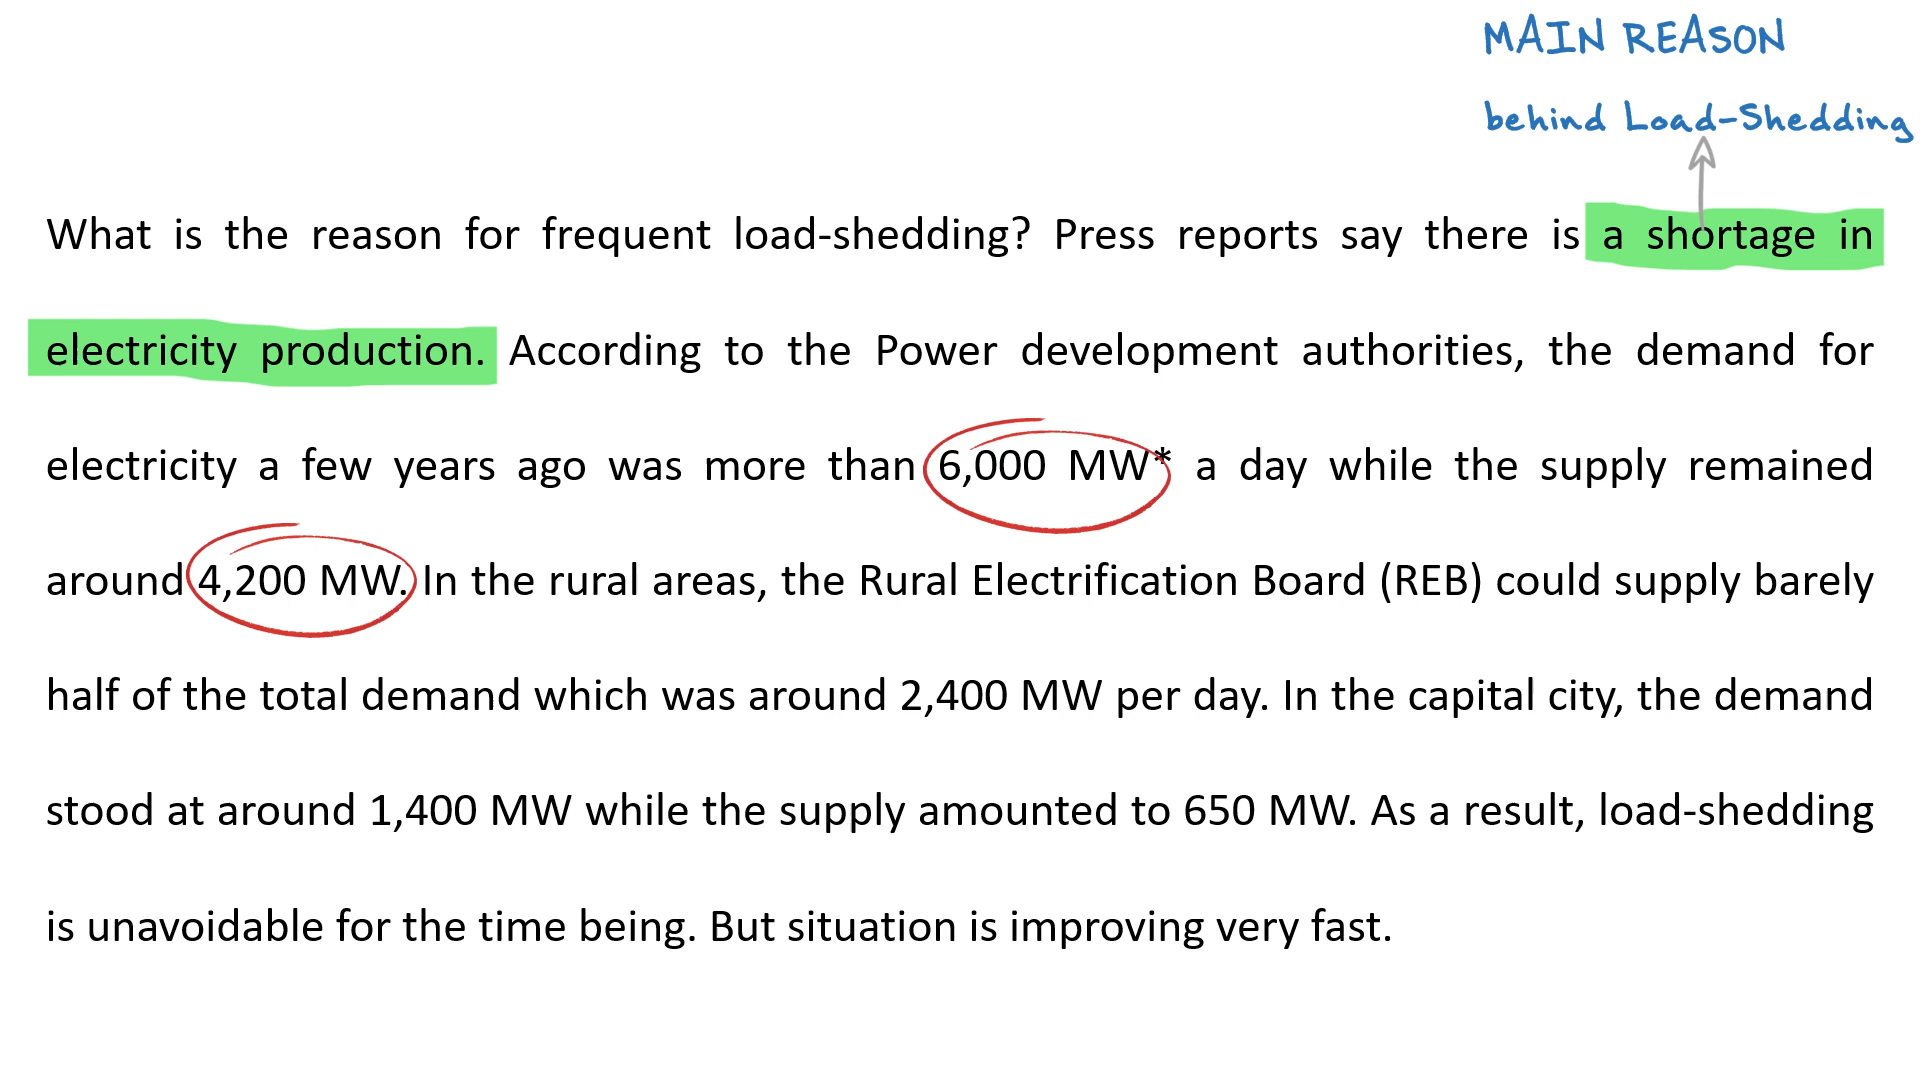 MAIN REASON
behind Load-Shedding
What is the reason for frequent load-shedding? Press reports say there is a shortage in
electricity production. According to the Power development authorities, the demand for
electricity a few years ago was more than 6,000 MW* a day while the supply remained
around 4,200 MW. In the rural areas, the Rural Electrification Board (REB) could supply barely
half of the total demand which was around 2,400 MW per day. In the capital city, the demand
stood at around 1,400 MW while the supply amounted to 650 MW. As a result, load-shedding
is unavoidable for the time being. But situation is improving very fast.